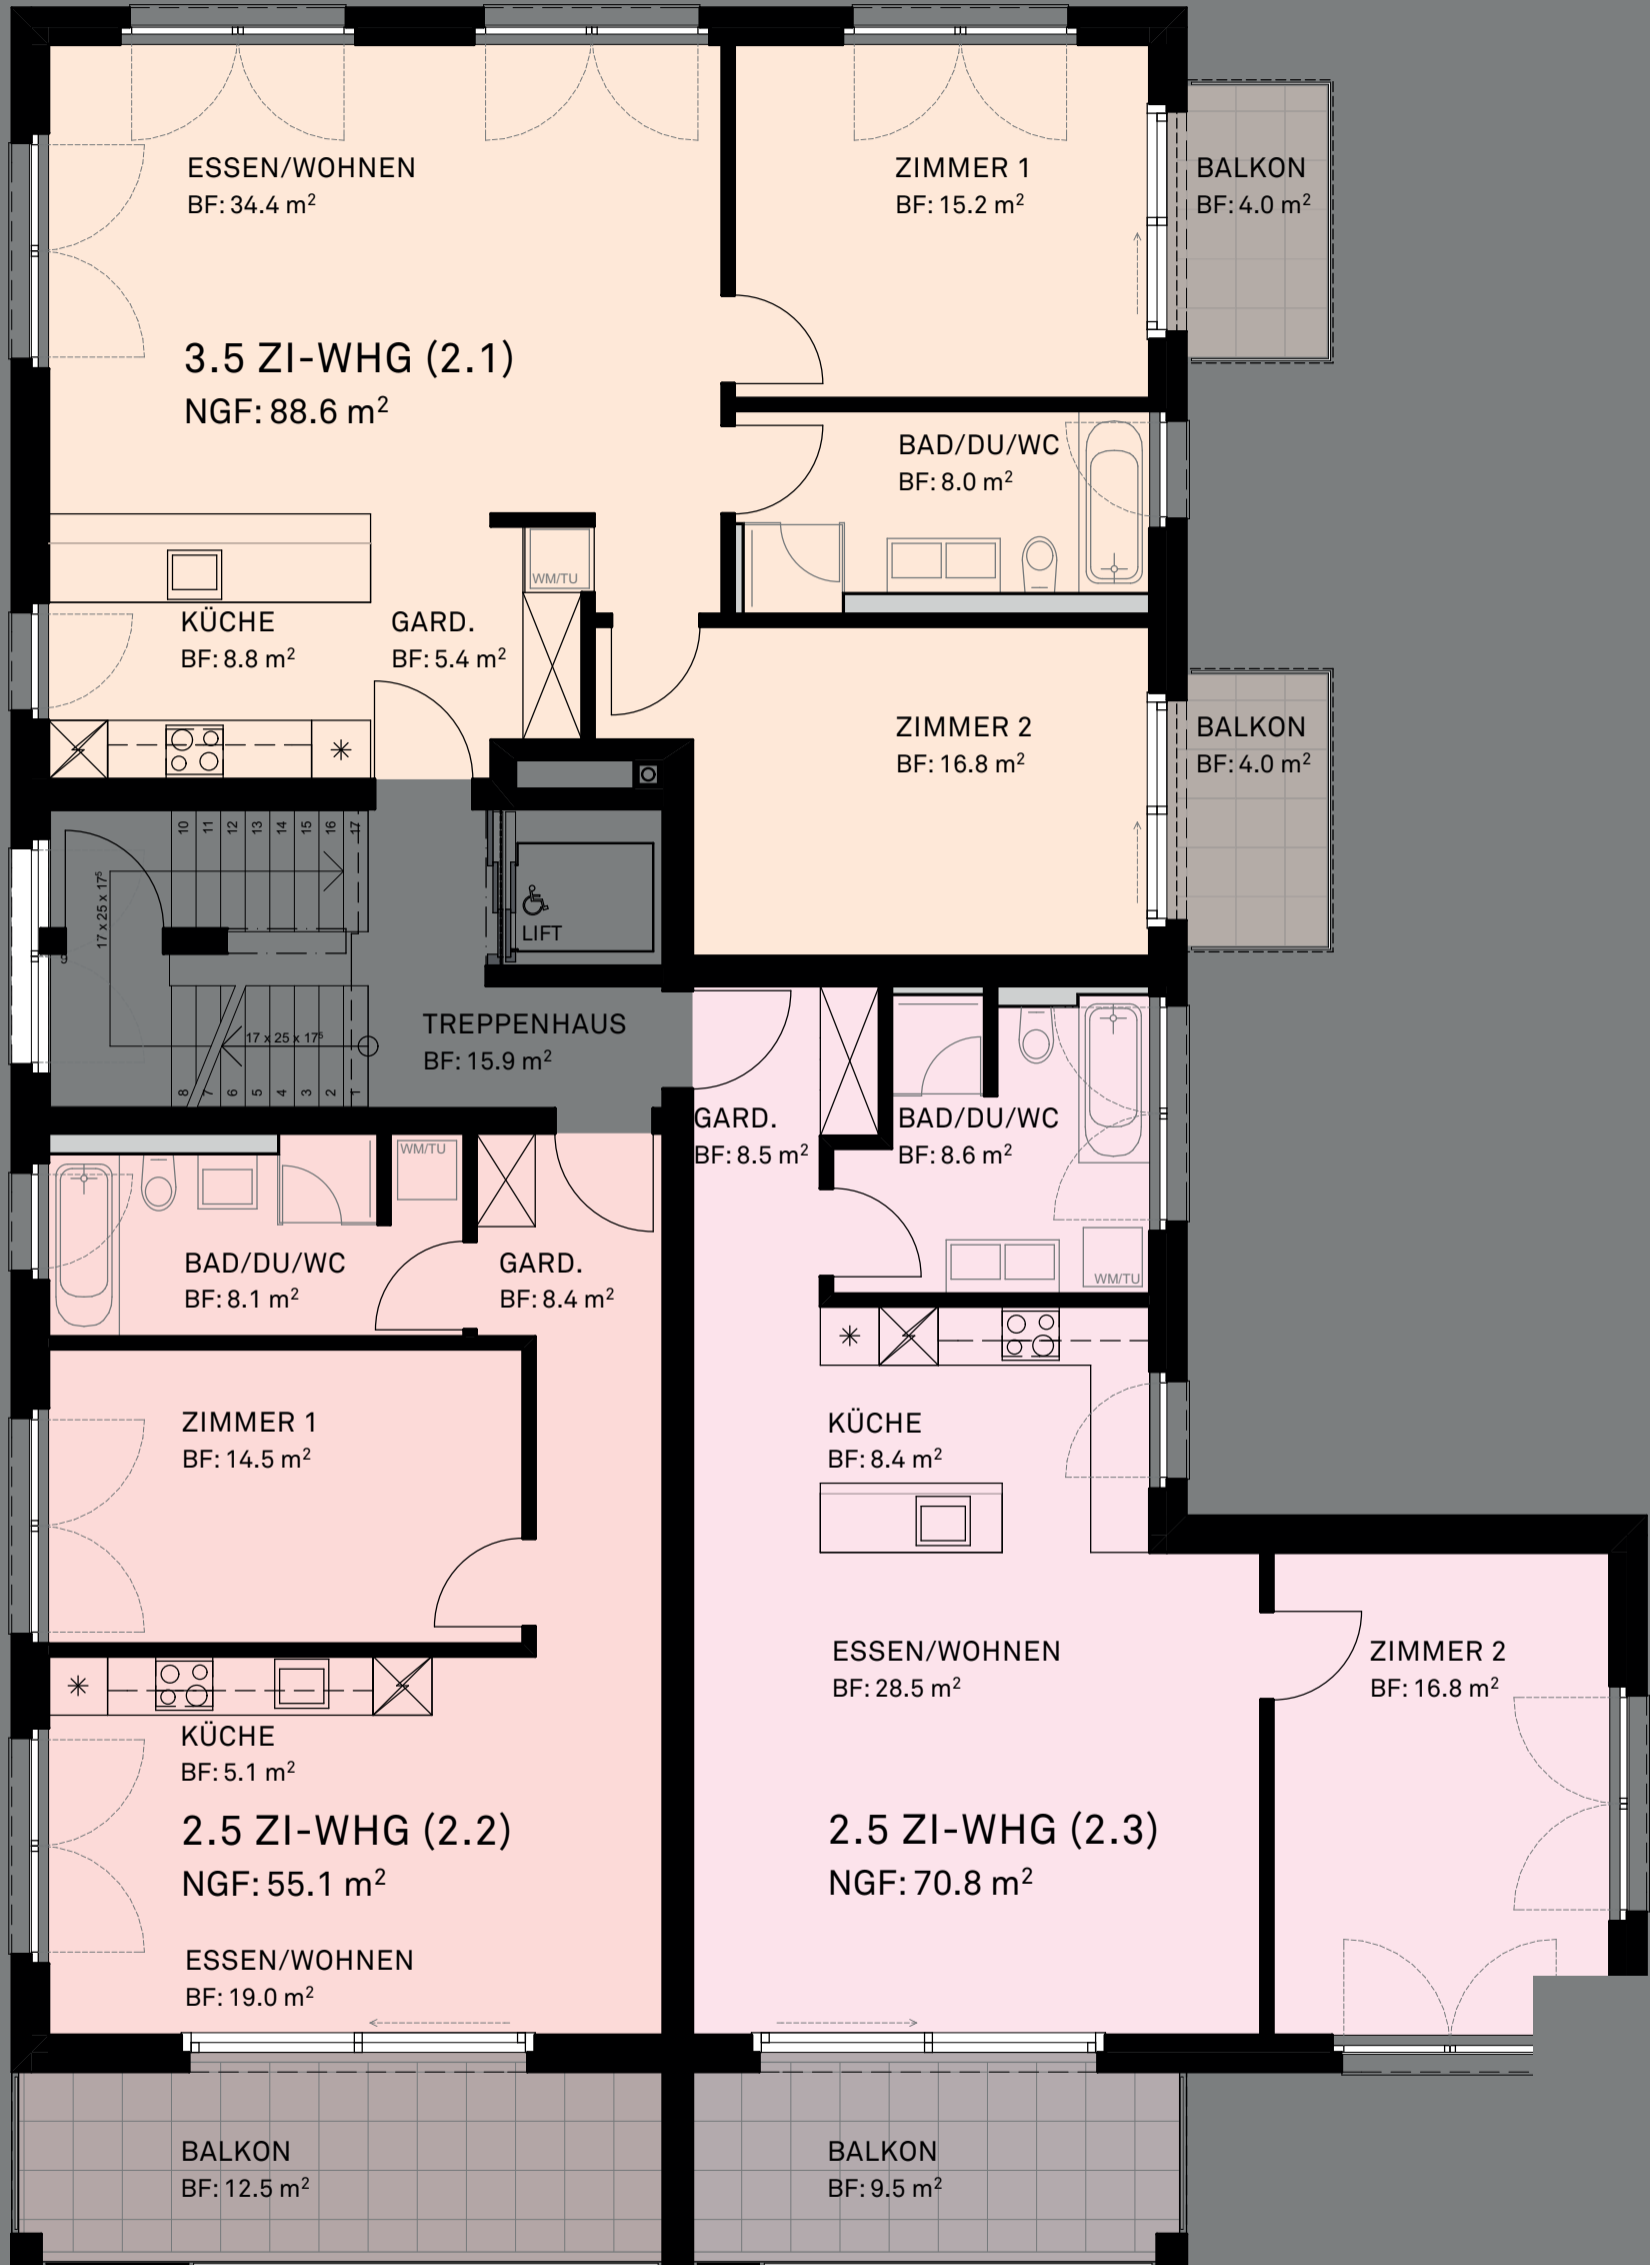 ESSEN/WOHNEN
BF: 34.4 m²
ZIMMER 1
BF: 15.2 m²
BALKON
BF: 4.0 m²
3.5 ZI-WHG (2.1)
NGF: 88.6 m²
BAD/DU/WC
BF: 8.0 m²
WM/TU
KÜCHE
BF: 8.8 m²
GARD.
BF: 5.4 m²
ZIMMER 2
BF: 16.8 m²
BALKON
BF: 4.0 m²
10 11 12 13 14 15 16 17
17 x 25 x 17⁵
9
LIFT
TREPPENHAUS
BF: 15.9 m²
17 x 25 x 17⁵
8 7 6 5 4 3 2 1
GARD.
BF: 8.5 m²
BAD/DU/WC
BF: 8.6 m²
WM/TU
WM/TU
BAD/DU/WC
BF: 8.1 m²
GARD.
BF: 8.4 m²
ZIMMER 1
BF: 14.5 m²
KÜCHE
BF: 8.4 m²
ESSEN/WOHNEN
BF: 28.5 m²
ZIMMER 2
BF: 16.8 m²
KÜCHE
BF: 5.1 m²
2.5 ZI-WHG (2.2)
NGF: 55.1 m²
2.5 ZI-WHG (2.3)
NGF: 70.8 m²
ESSEN/WOHNEN
BF: 19.0 m²
BALKON
BF: 12.5 m²
BALKON
BF: 9.5 m²